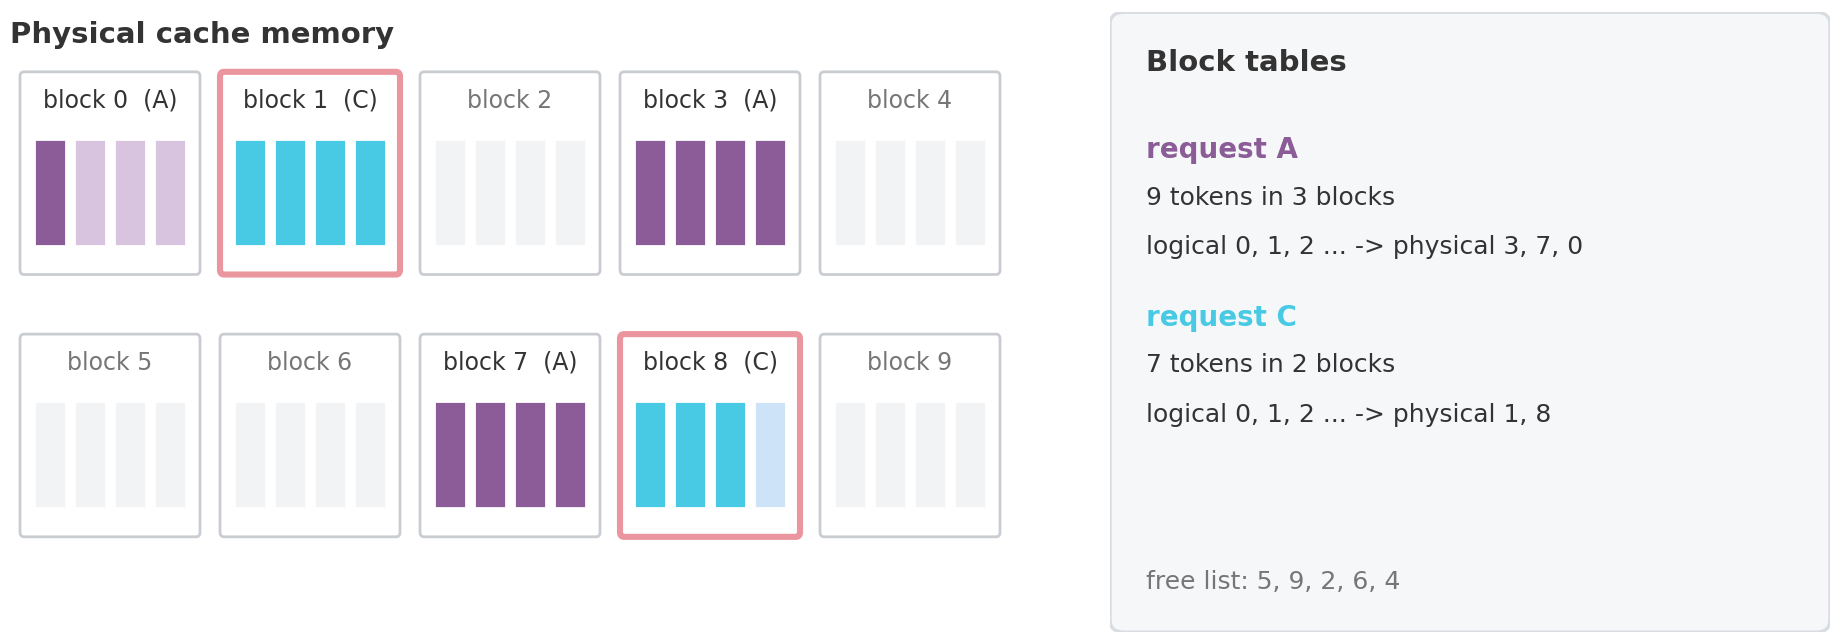 Physical cache memory
block 0  (A)
block 1  (C)
block 2
block 3  (A)
block 4
block 5
block 6
block 7  (A)
block 8  (C)
block 9
Block tables
request A
9 tokens in 3 blocks
logical 0, 1, 2 ... -> physical 3, 7, 0
request C
7 tokens in 2 blocks
logical 0, 1, 2 ... -> physical 1, 8
free list: 5, 9, 2, 6, 4